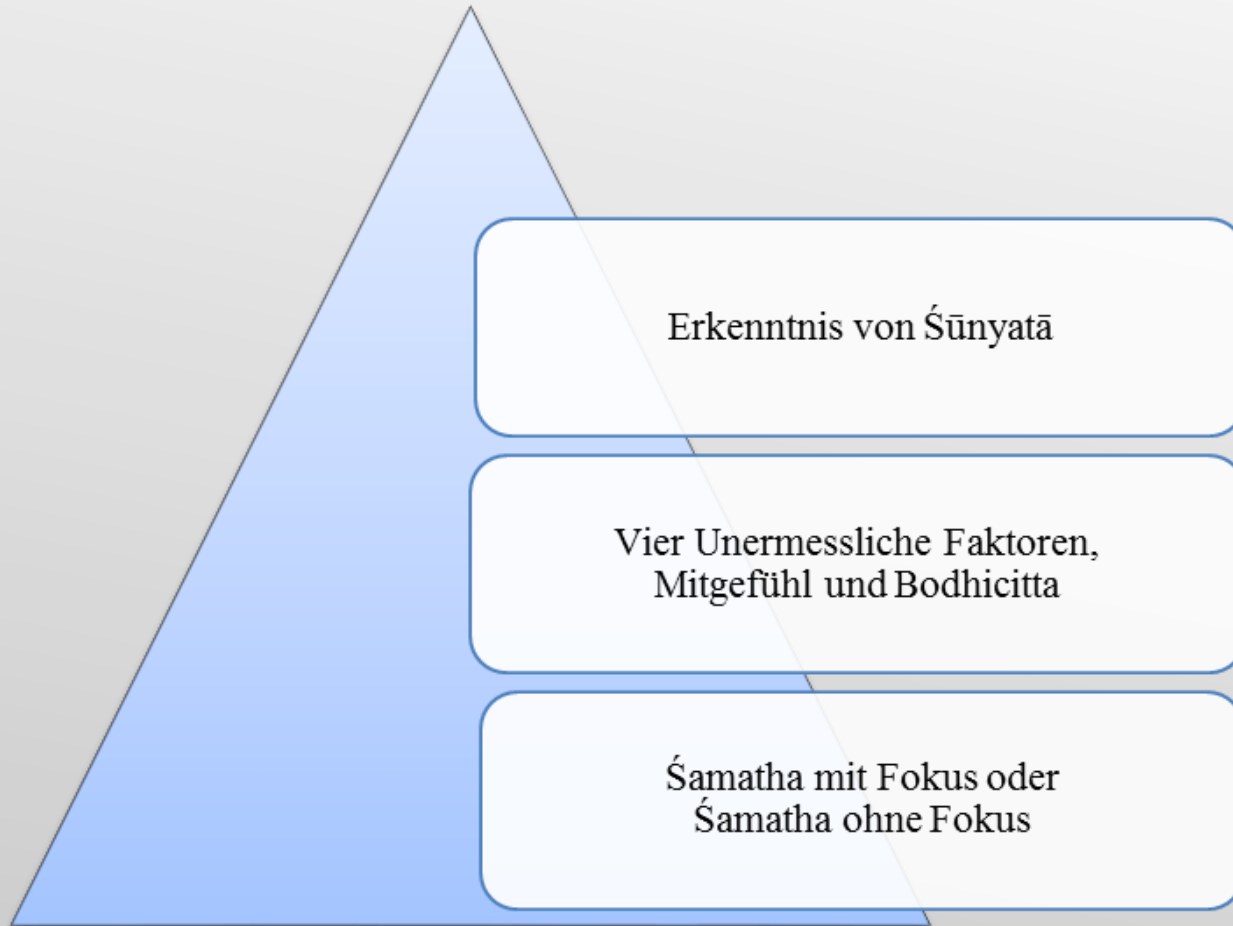 Erkenntnis von Śūnyatā
Vier Unermessliche Faktoren,
Mitgefühl und Bodhicitta
Śamatha mit Fokus oder
Śamatha ohne Fokus